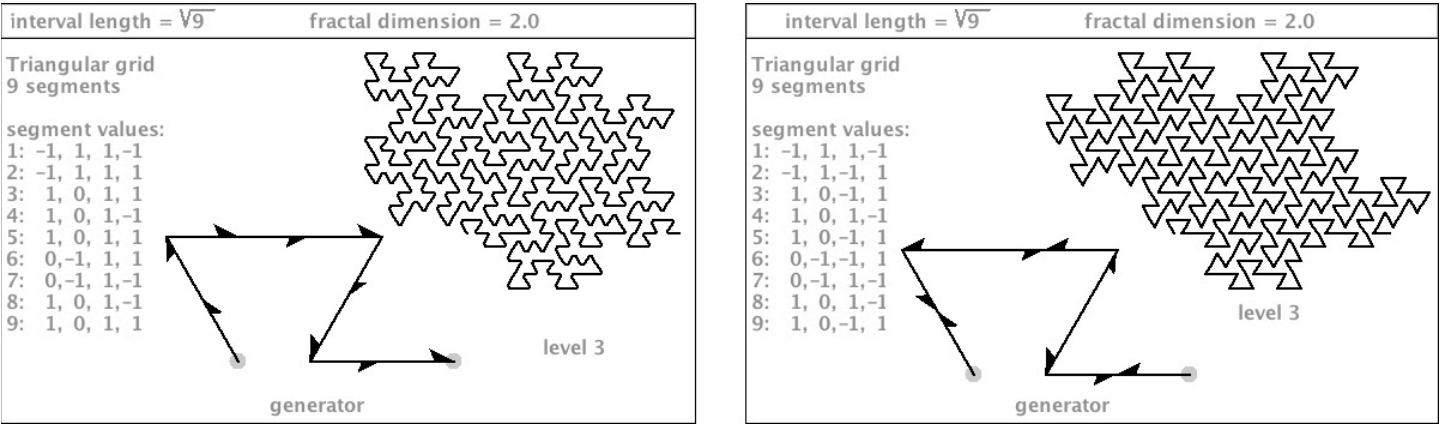 interval length = √9 fractal dimension = 2.0
Triangular grid
9 segments
segment values:
1: -1, 1, 1,-1
2: -1, 1, 1, 1
3: 1, 0, 1, 1
4: 1, 0, 1,-1
5: 1, 0, 1, 1
6: 0,-1, 1, 1
7: 0,-1, 1,-1
8: 1, 0, 1,-1
9: 1, 0, 1, 1
level 3
generator
interval length = √9 fractal dimension = 2.0
Triangular grid
9 segments
segment values:
1: -1, 1, 1,-1
2: -1, 1,-1, 1
3: 1, 0,-1, 1
4: 1, 0, 1,-1
5: 1, 0,-1, 1
6: 0,-1,-1, 1
7: 0,-1, 1,-1
8: 1, 0, 1,-1
9: 1, 0,-1, 1
level 3
generator